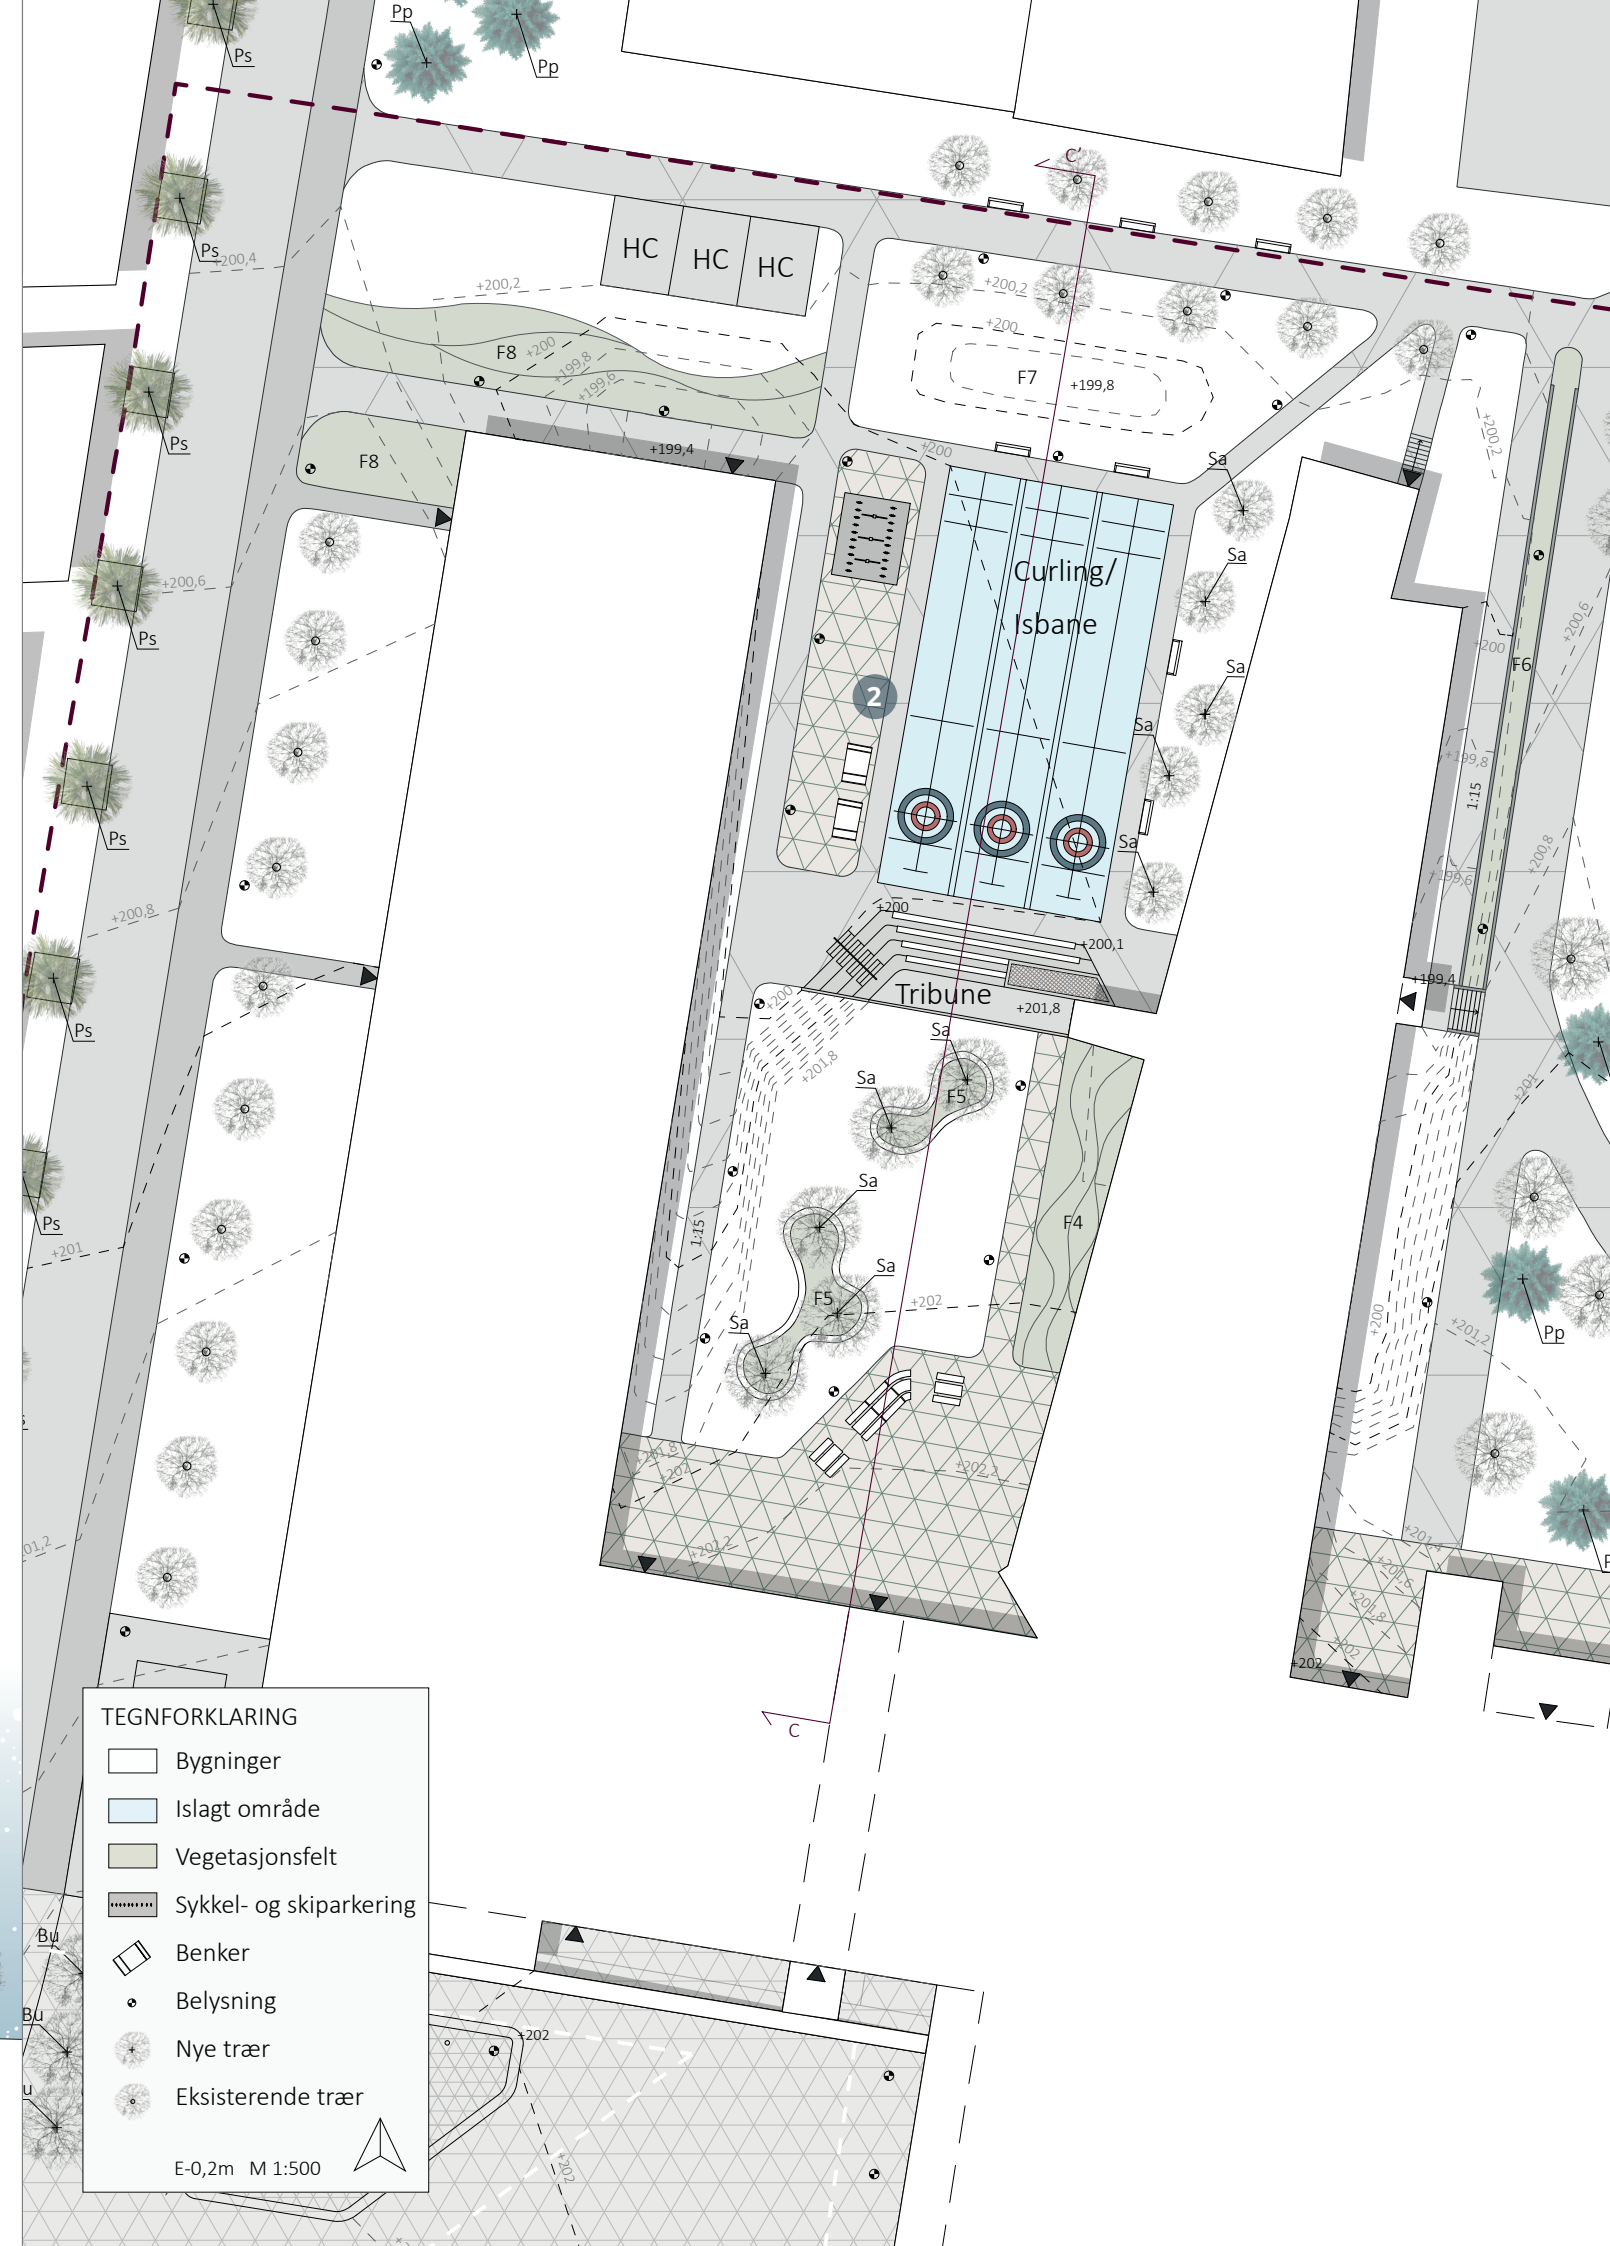 Pp
Ps
Pp
C'
Ps
+200,4
HC
HC
HC
+200,2
+200,2
+200
F8
+200
+199,8
+199,6
F7
+199,8
Ps
F8
+199,4
+200
Sa
+200,2
Sa
Curling/
Isbane
+200,6
Ps
+200,6
+200
F6
Sa
2
Sa
+199,8
1:15
Ps
Sa
+200,8
+199,6
+200,8
+200
+200,1
+199,4
Tribune
+201,8
+200
Ps
Sa
+201,8
Sa
F5
+201
Sa
Ps
F4
1:15
+201
Sa
F5
+202
Sa
+200
+201,2
Pp
+201,8
+202
+202,2
+202,2
+201,4
+201,6
+201,8
+202
+202
01,2
C
TEGNFORKLARING
Bygninger
Islagt område
Vegetasjonsfelt
Sykkel- og skiparkering
Benker
Belysning
Nye trær
Eksisterende trær
E-0,2m M 1:500
Bu
Bu
u
+202
+202